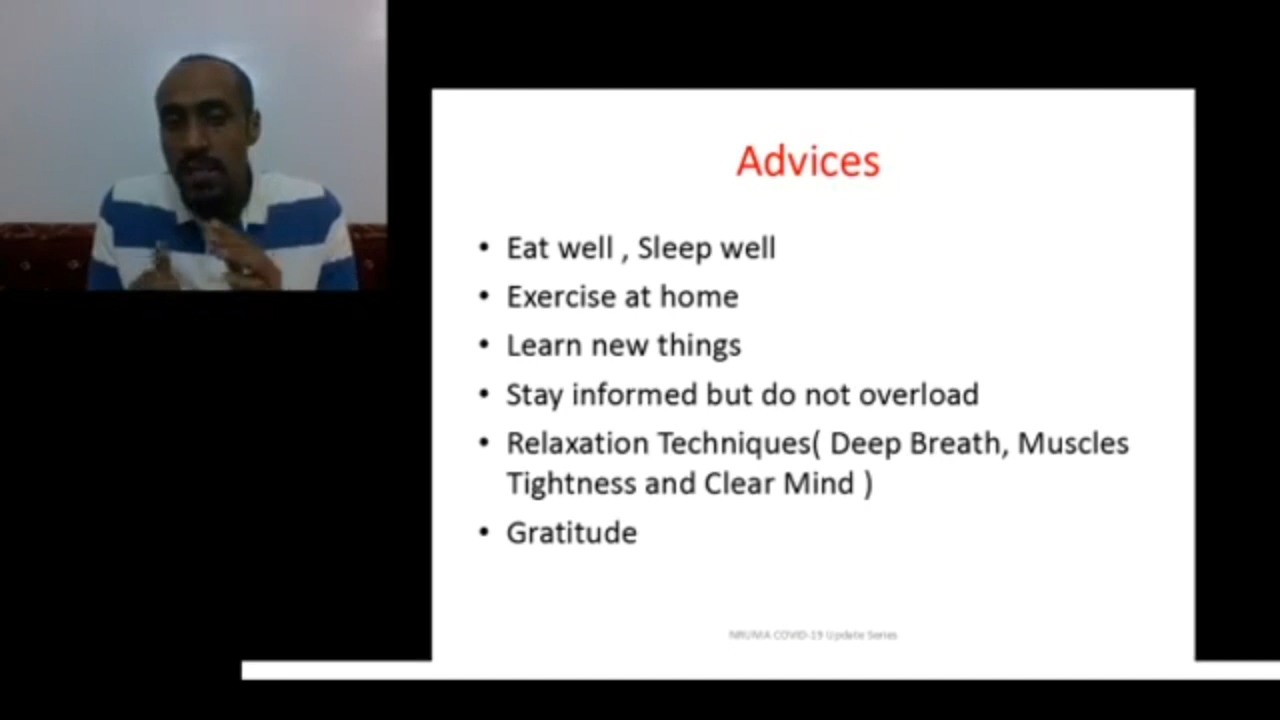 Advices
• Eat well , Sleep well
• Exercise at home
• Learn new things
• Stay informed but do not overload
• Relaxation Techniques( Deep Breath, Muscles
Tightness and Clear Mind )
• Gratitude
COVID-19 Update Series